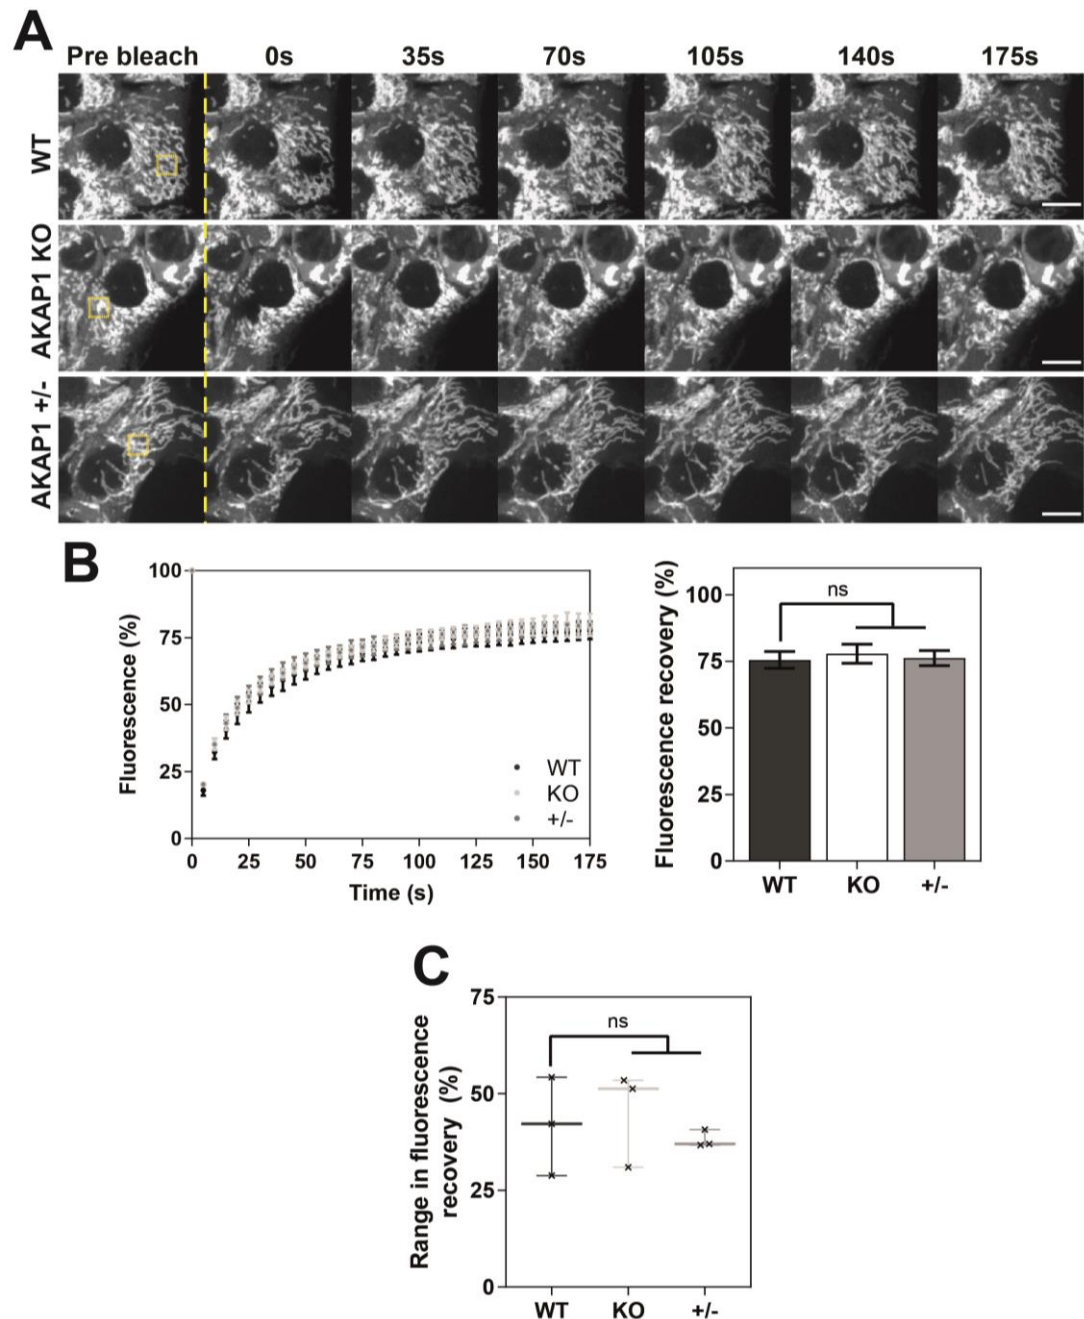 A
Pre bleach 0s 35s 70s 105s 140s 175s
WT
AKAP1 KO
AKAP1 +/-
B
Fluorescence (%)
100
75
50
25
0
WT
KO
+/-
0 25 50 75 100 125 150 175
Time (s)
Fluorescence recovery (%)
100
75
50
25
0
ns
WT KO +/-
C
Range in fluorescence
recovery (%)
75
50
25
0
ns
WT KO +/-